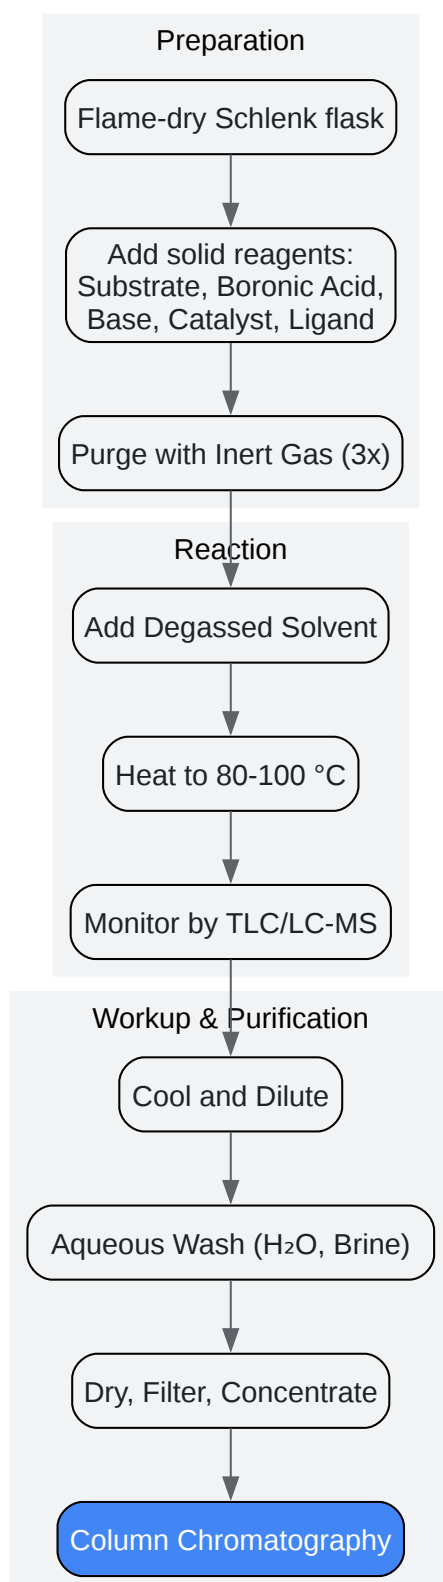 Preparation
Flame-dry Schlenk flask
Add solid reagents:
Substrate, Boronic Acid,
Base, Catalyst, Ligand
Purge with Inert Gas (3x)
Reaction
Add Degassed Solvent
Heat to 80-100 °C
Monitor by TLC/LC-MS
Workup & Purification
Cool and Dilute
Aqueous Wash (H₂O, Brine)
Dry, Filter, Concentrate
Column Chromatography